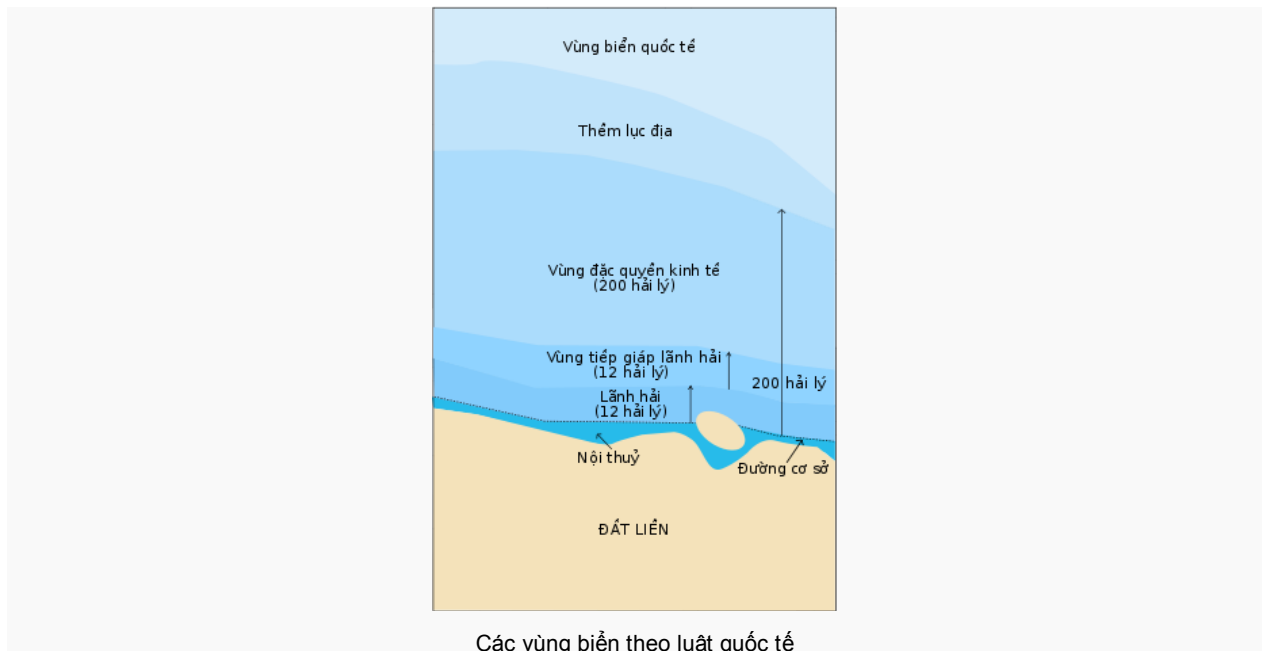 Vùng biển quốc tế
Thềm lục địa
Vùng đặc quyền kinh tế
(200 hải lý)
Vùng tiếp giáp lãnh hải
(12 hải lý)
200 hải lý
Lãnh hải
(12 hải lý)
Nội thuỷ
Đường cơ sở
ĐẤT LIỀN
Các vùng biển theo luật quốc tế